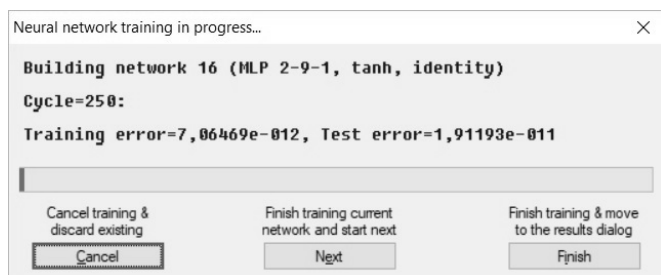 Neural network training in progress...
Building network 16 (MLP 2-9-1, tanh, identity)
Cycle=250:
Training error=7,06469e-012, Test error=1,91193e-011
Cancel training &
discard existing
Cancel
Finish training current
network and start next
Next
Finish training & move
to the results dialog
Finish